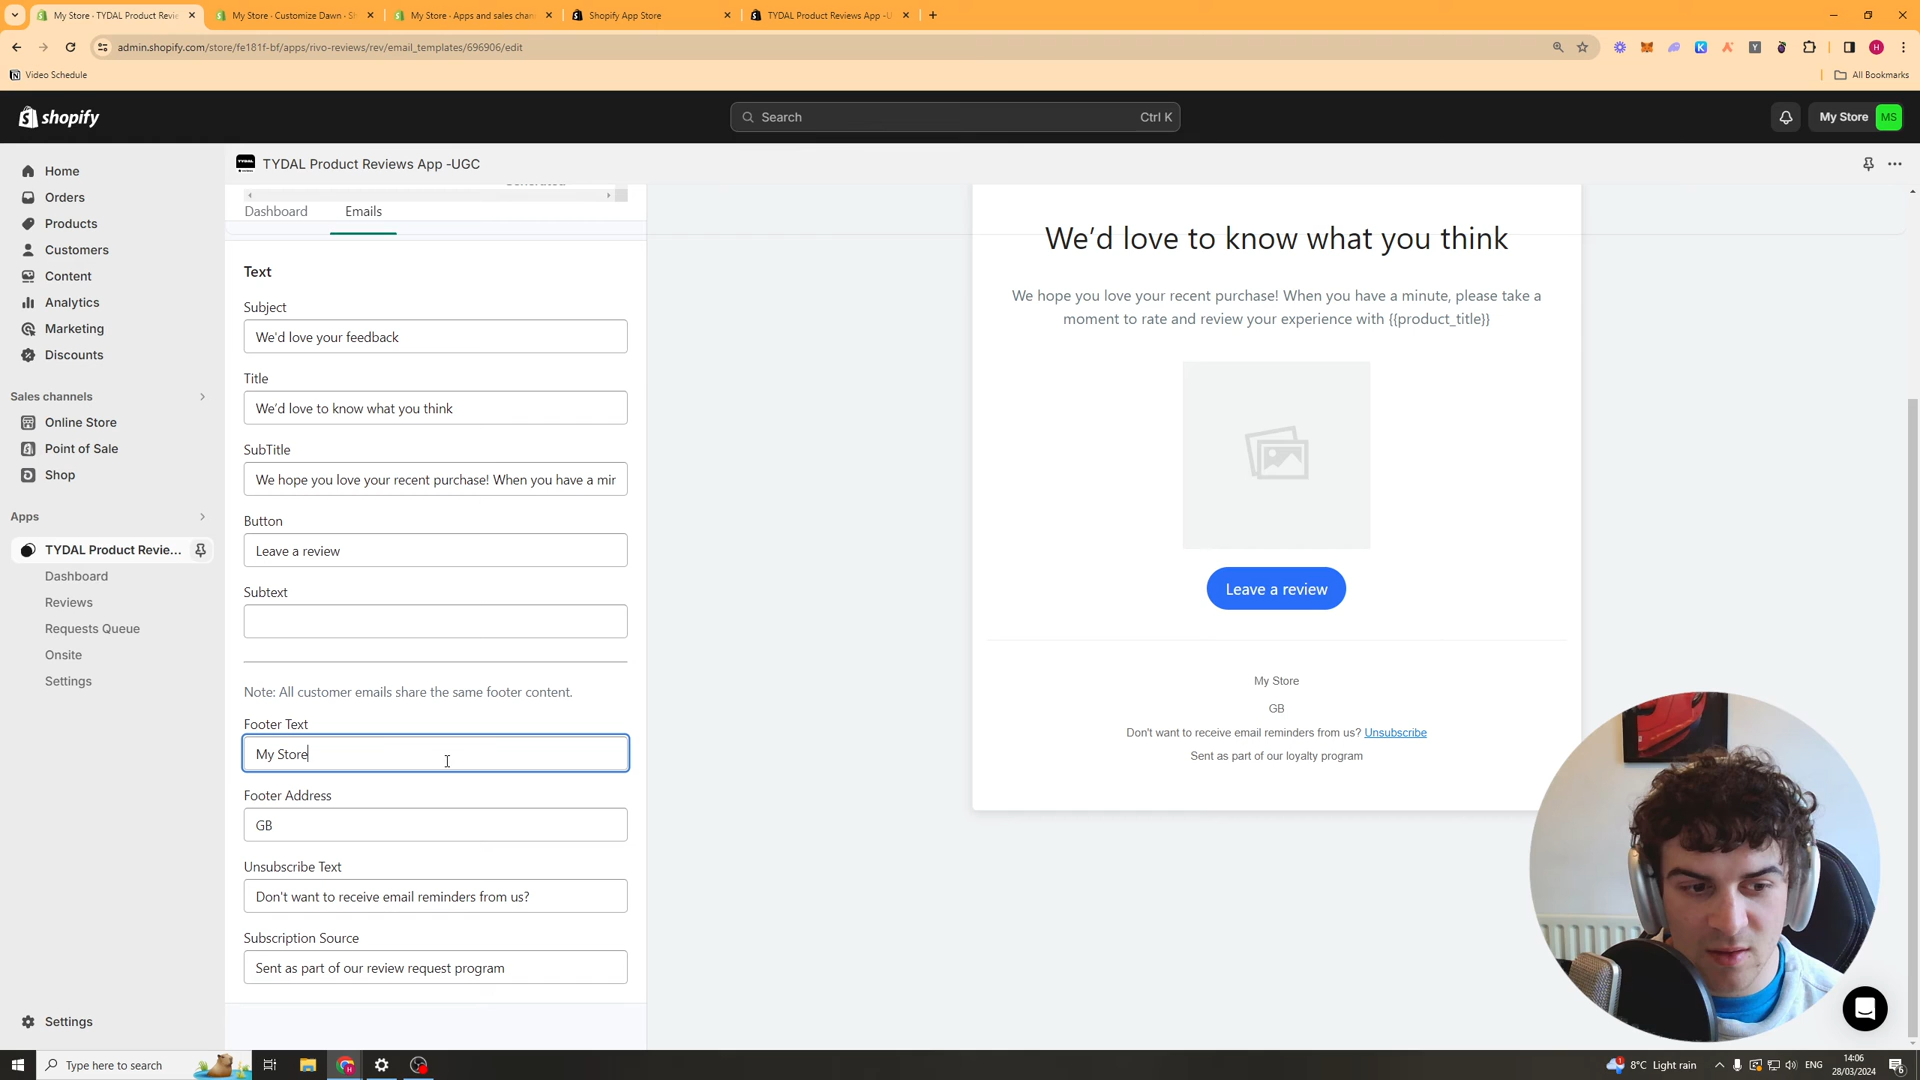 My Store - TYDAL Product Revie
My Store · Customize Dawn · Sh
My Store · Apps and sales chan
Shopify App Store
TYDAL Product Reviews App -U
admin.shopify.com/store/fe181f-bf/apps/rivo-reviews/rev/email_templates/696906/edit
Video Schedule
All Bookmarks
shopify
Search
Ctrl K
My Store
MS
TYDAL Product Reviews App -UGC
Home
Orders
Products
Customers
Content
Analytics
Marketing
Discounts
Sales channels
Online Store
Point of Sale
Shop
Apps
TYDAL Product Revie...
Dashboard
Reviews
Requests Queue
Onsite
Settings
Settings
Dashboard
Emails
Text
Subject
We'd love your feedback
Title
We'd love to know what you think
SubTitle
We hope you love your recent purchase! When you have a mir
Button
Leave a review
Subtext
Note: All customer emails share the same footer content.
Footer Text
My Store
Footer Address
GB
Unsubscribe Text
Don't want to receive email reminders from us?
Subscription Source
Sent as part of our review request program
We'd love to know what you think
We hope you love your recent purchase! When you have a minute, please take a
moment to rate and review your experience with {{product_title}}
Leave a review
My Store
GB
Don't want to receive email reminders from us? Unsubscribe
Sent as part of our loyalty program
Type here to search
8°C Light rain
ENG
14:06
28/03/2024